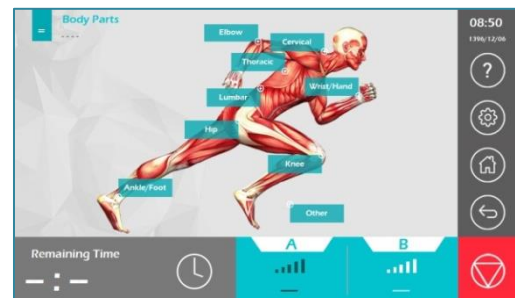 Body Parts
----
Elbow
Cervical
Thoracic
Wrist/Hand
Lumbar
Hip
Knee
Ankle/Foot
Other
08:50
1396/12/06
?
Remaining Time
-:-
A
B